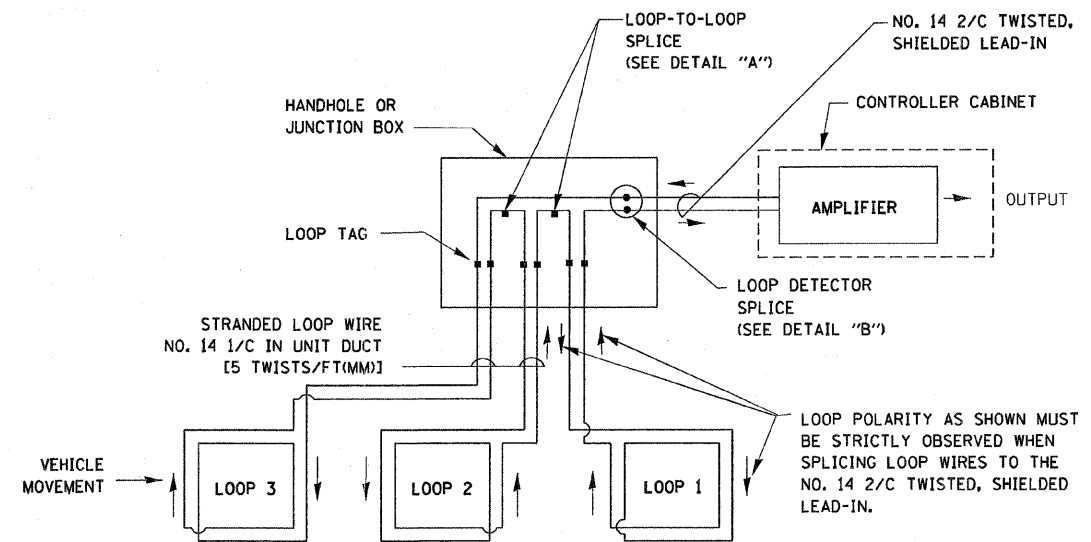 LOOP-TO-LOOP
SPLICE
(SEE DETAIL "A")
NO. 14 2/C TWISTED,
SHIELDED LEAD-IN
HANDHOLE OR
JUNCTION BOX
CONTROLLER CABINET
AMPLIFIER
OUTPUT
LOOP TAG
LOOP DETECTOR
SPLICE
(SEE DETAIL "B")
STRANDED LOOP WIRE
NO. 14 1/C IN UNIT DUCT
[5 TWISTS/FT(MM)]
LOOP POLARITY AS SHOWN MUST
BE STRICTLY OBSERVED WHEN
SPLICING LOOP WIRES TO THE
NO. 14 2/C TWISTED, SHIELDED
LEAD-IN.
VEHICLE
MOVEMENT
LOOP 3
LOOP 2
LOOP 1